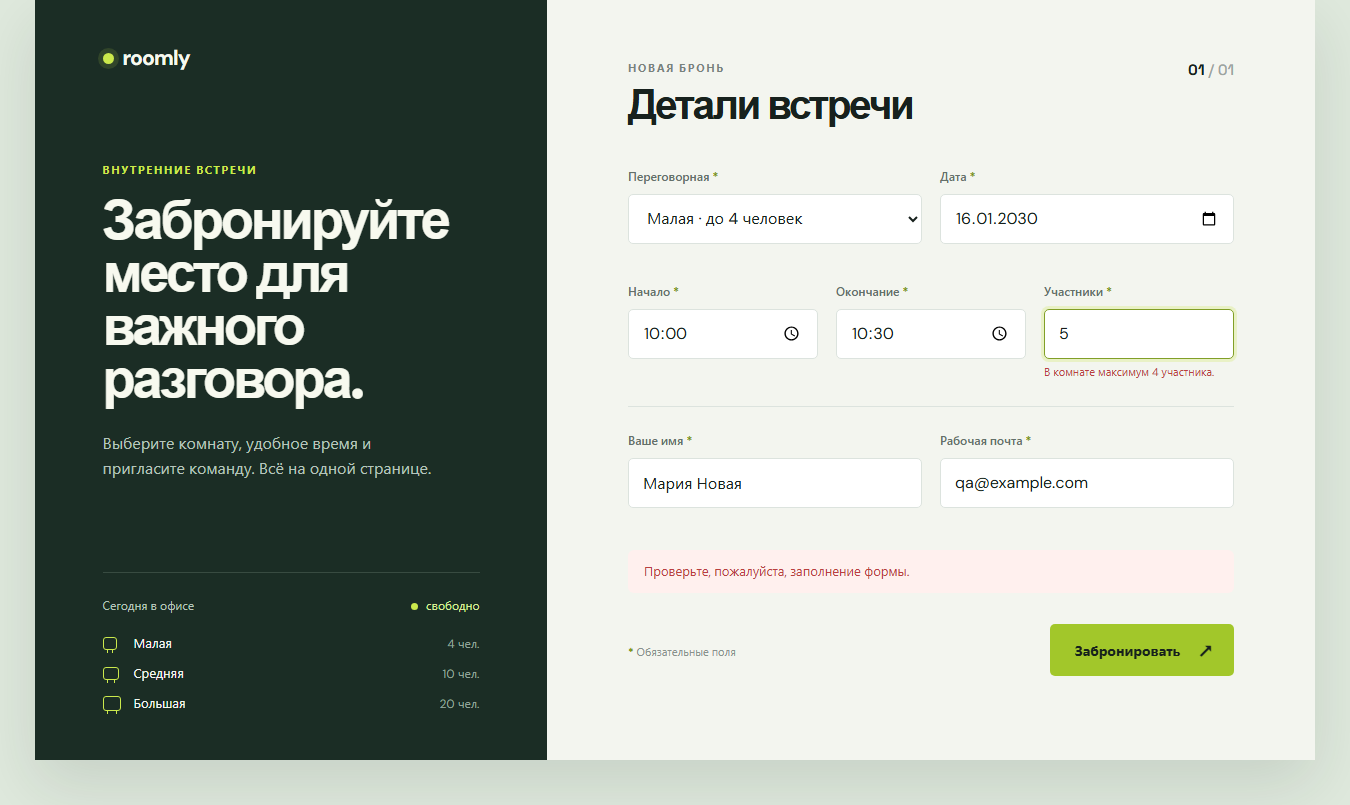 roomly
ВНУТРЕННИЕ ВСТРЕЧИ
Забронируйте
место для
важного
разговора.
Выберите комнату, удобное время и
пригласите команду. Всё на одной странице.
Сегодня в офисе
свободно
Малая
4 чел.
Средняя
10 чел.
Большая
20 чел.
НОВАЯ БРОНЬ
01 / 01
Детали встречи
Переговорная *
Дата *
Малая · до 4 человек
16.01.2030
Начало *
Окончание *
Участники *
10:00
10:30
5
В комнате максимум 4 участника.
Ваше имя *
Рабочая почта *
Мария Новая
qa@example.com
Проверьте, пожалуйста, заполнение формы.
* Обязательные поля
Забронировать ↗